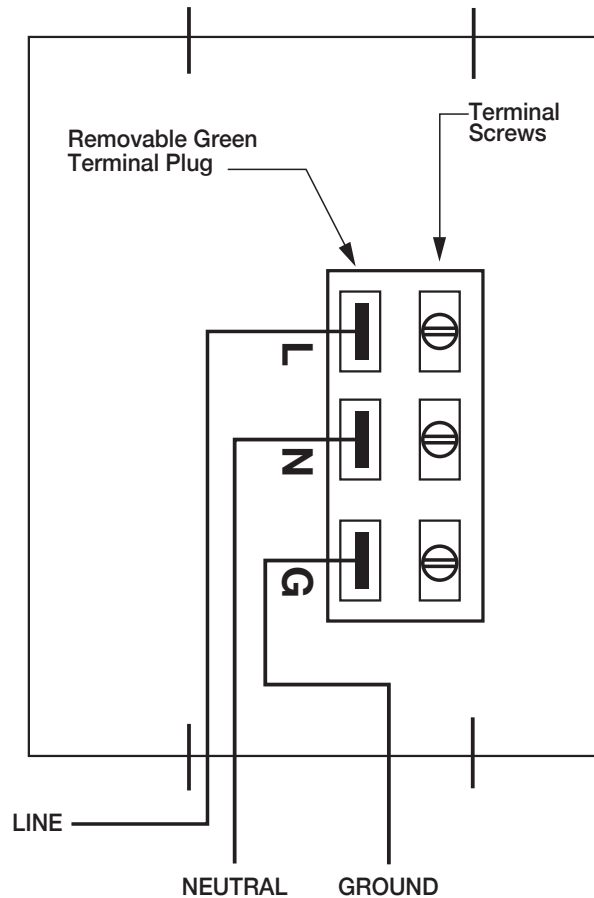 Terminal
Screws
Removable Green
Terminal Plug
L
N
G
LINE
NEUTRAL
GROUND